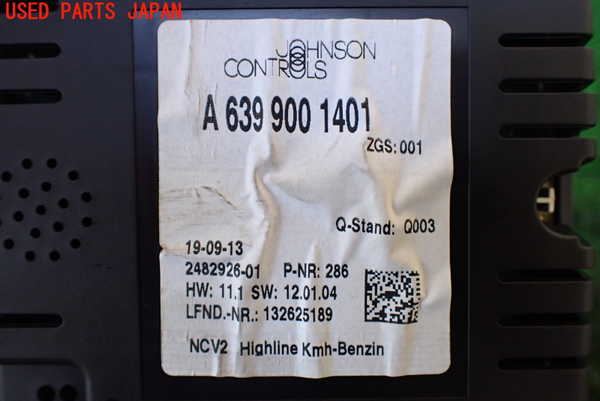 USED PARTS JAPAN
JOHNSON
CONTROLS
A 639 900 1401
ZGS: 001
Q-Stand: Q003
19-09-13
2482926-01 P-NR: 286
HW: 11.1 SW: 12.01.04
LFND.-NR.: 132625189
NCV2 Highline Kmh-Benzin